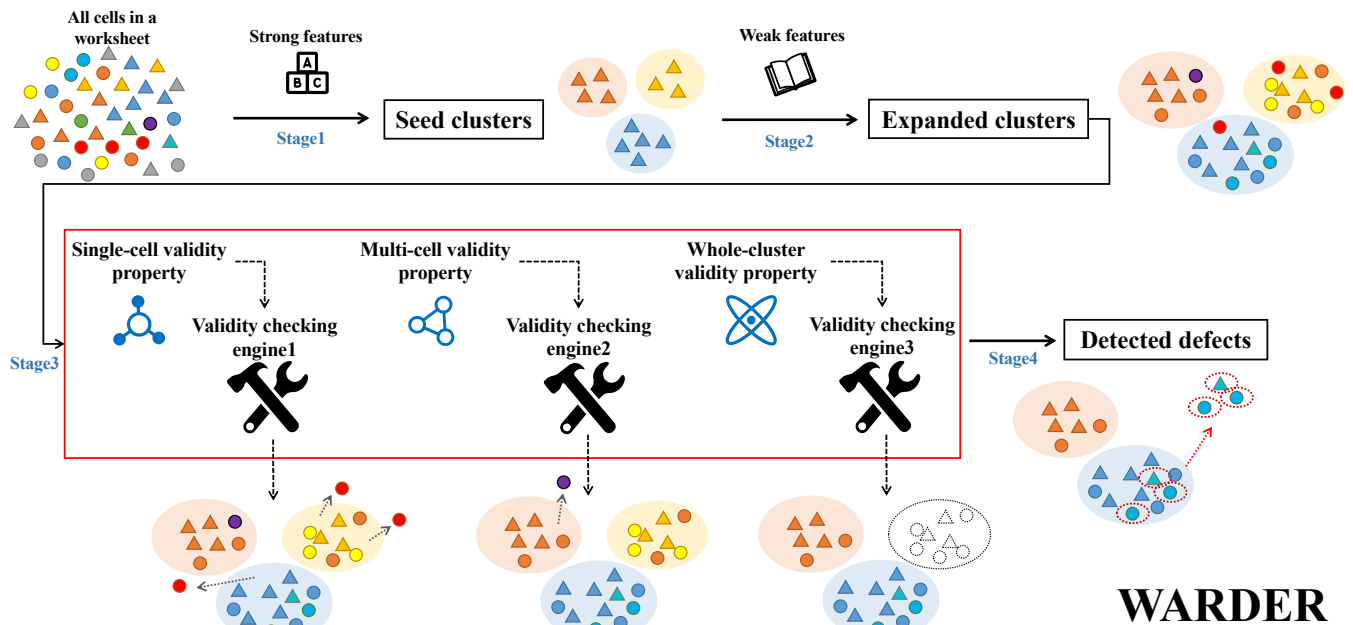 All cells in a
worksheet
Strong features
A
B C
Stage1
Seed clusters
Weak features
Stage2
Expanded clusters
Single-cell validity
property
Validity checking
engine1
Multi-cell validity
property
Validity checking
engine2
Whole-cluster
validity property
Validity checking
engine3
Stage3
Stage4
Detected defects
WARDER